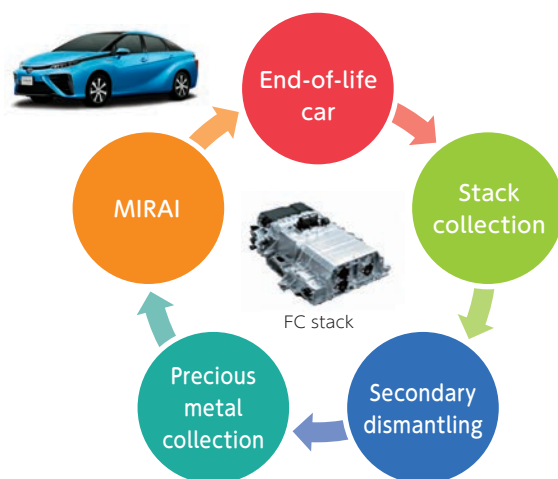 End-of-life
car
Stack
collection
MIRAI
FC stack
Precious
metal
collection
Secondary
dismantling